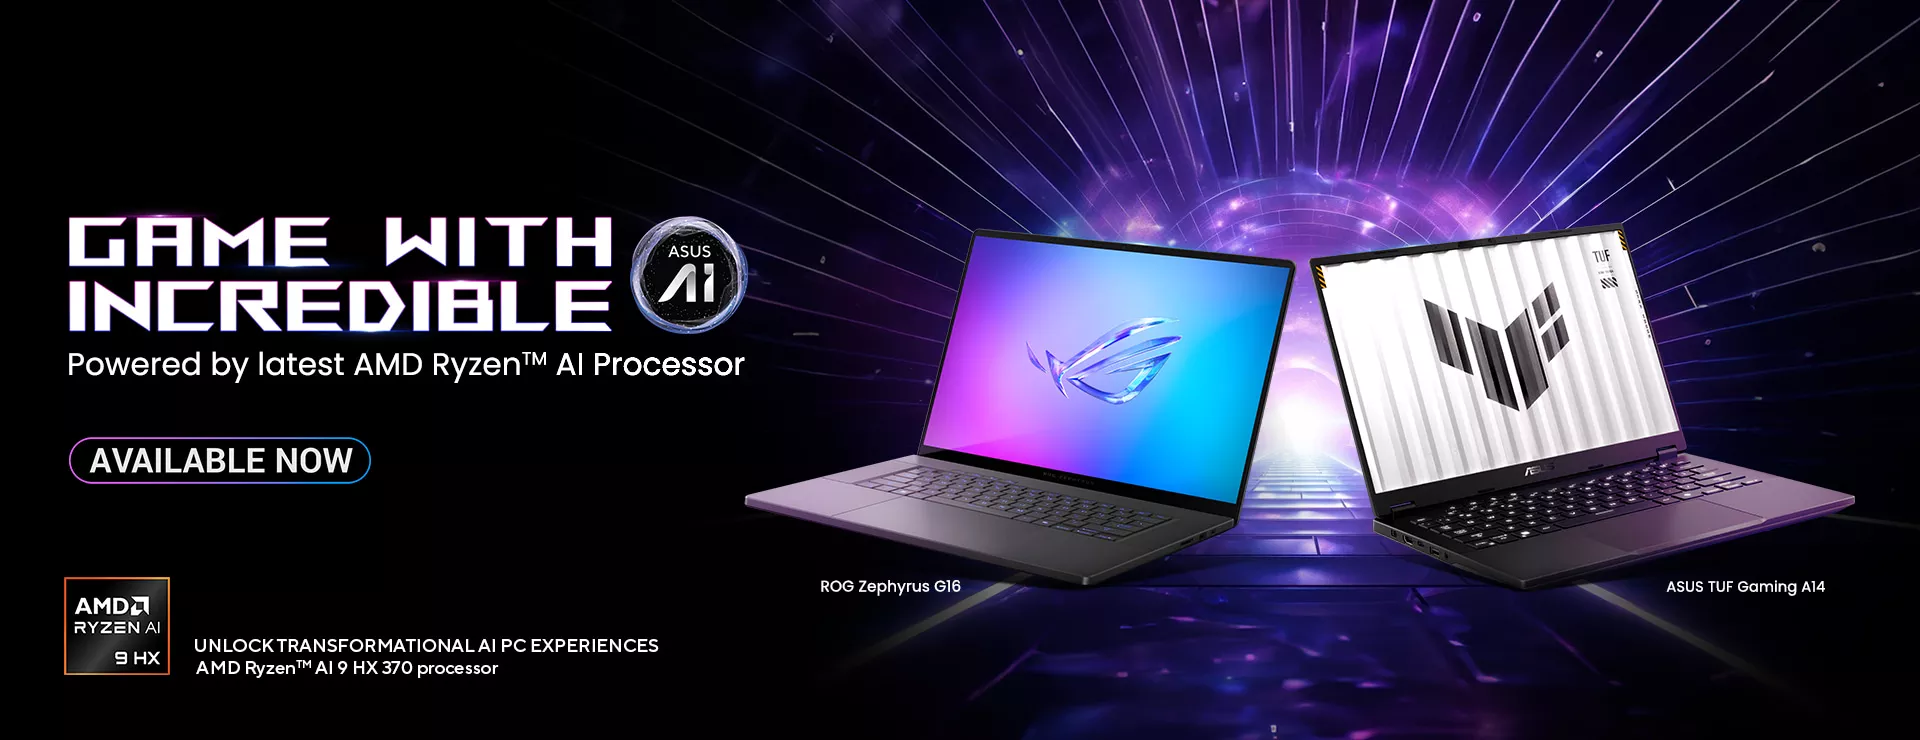 GAME WITH
INCREDIBLE
ASUS
AI
Powered by latest AMD Ryzen™ AI Processor
AVAILABLE NOW
TUF
ASUS
ROG Zephyrus G16
ASUS TUF Gaming A14
AMD
RYZEN AI
9 HX
UNLOCK TRANSFORMATIONAL AI PC EXPERIENCES
AMD Ryzen™ AI 9 HX 370 processor